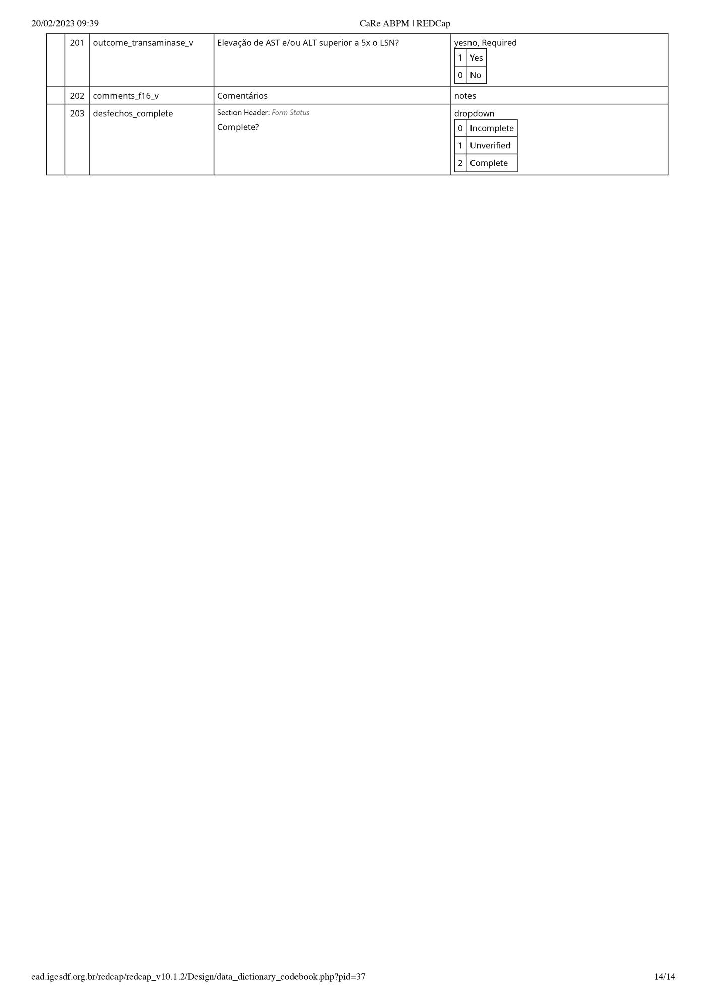 20/02/2023 09:39 CaRe ABPM | REDCap
201 outcome_transaminase_v Elevação de AST e/ou ALT superior a 5x o LSN? yesno, Required
1 Yes
0 No
202 comments_f16_v Comentários notes
203 desfechos_complete Section Header: Form Status dropdown
Complete?
0 Incomplete
1 Unverified
2 Complete
ead.igesdf.org.br/redcap/redcap_v10.1.2/Design/data_dictionary_codebook.php?pid=37 14/14